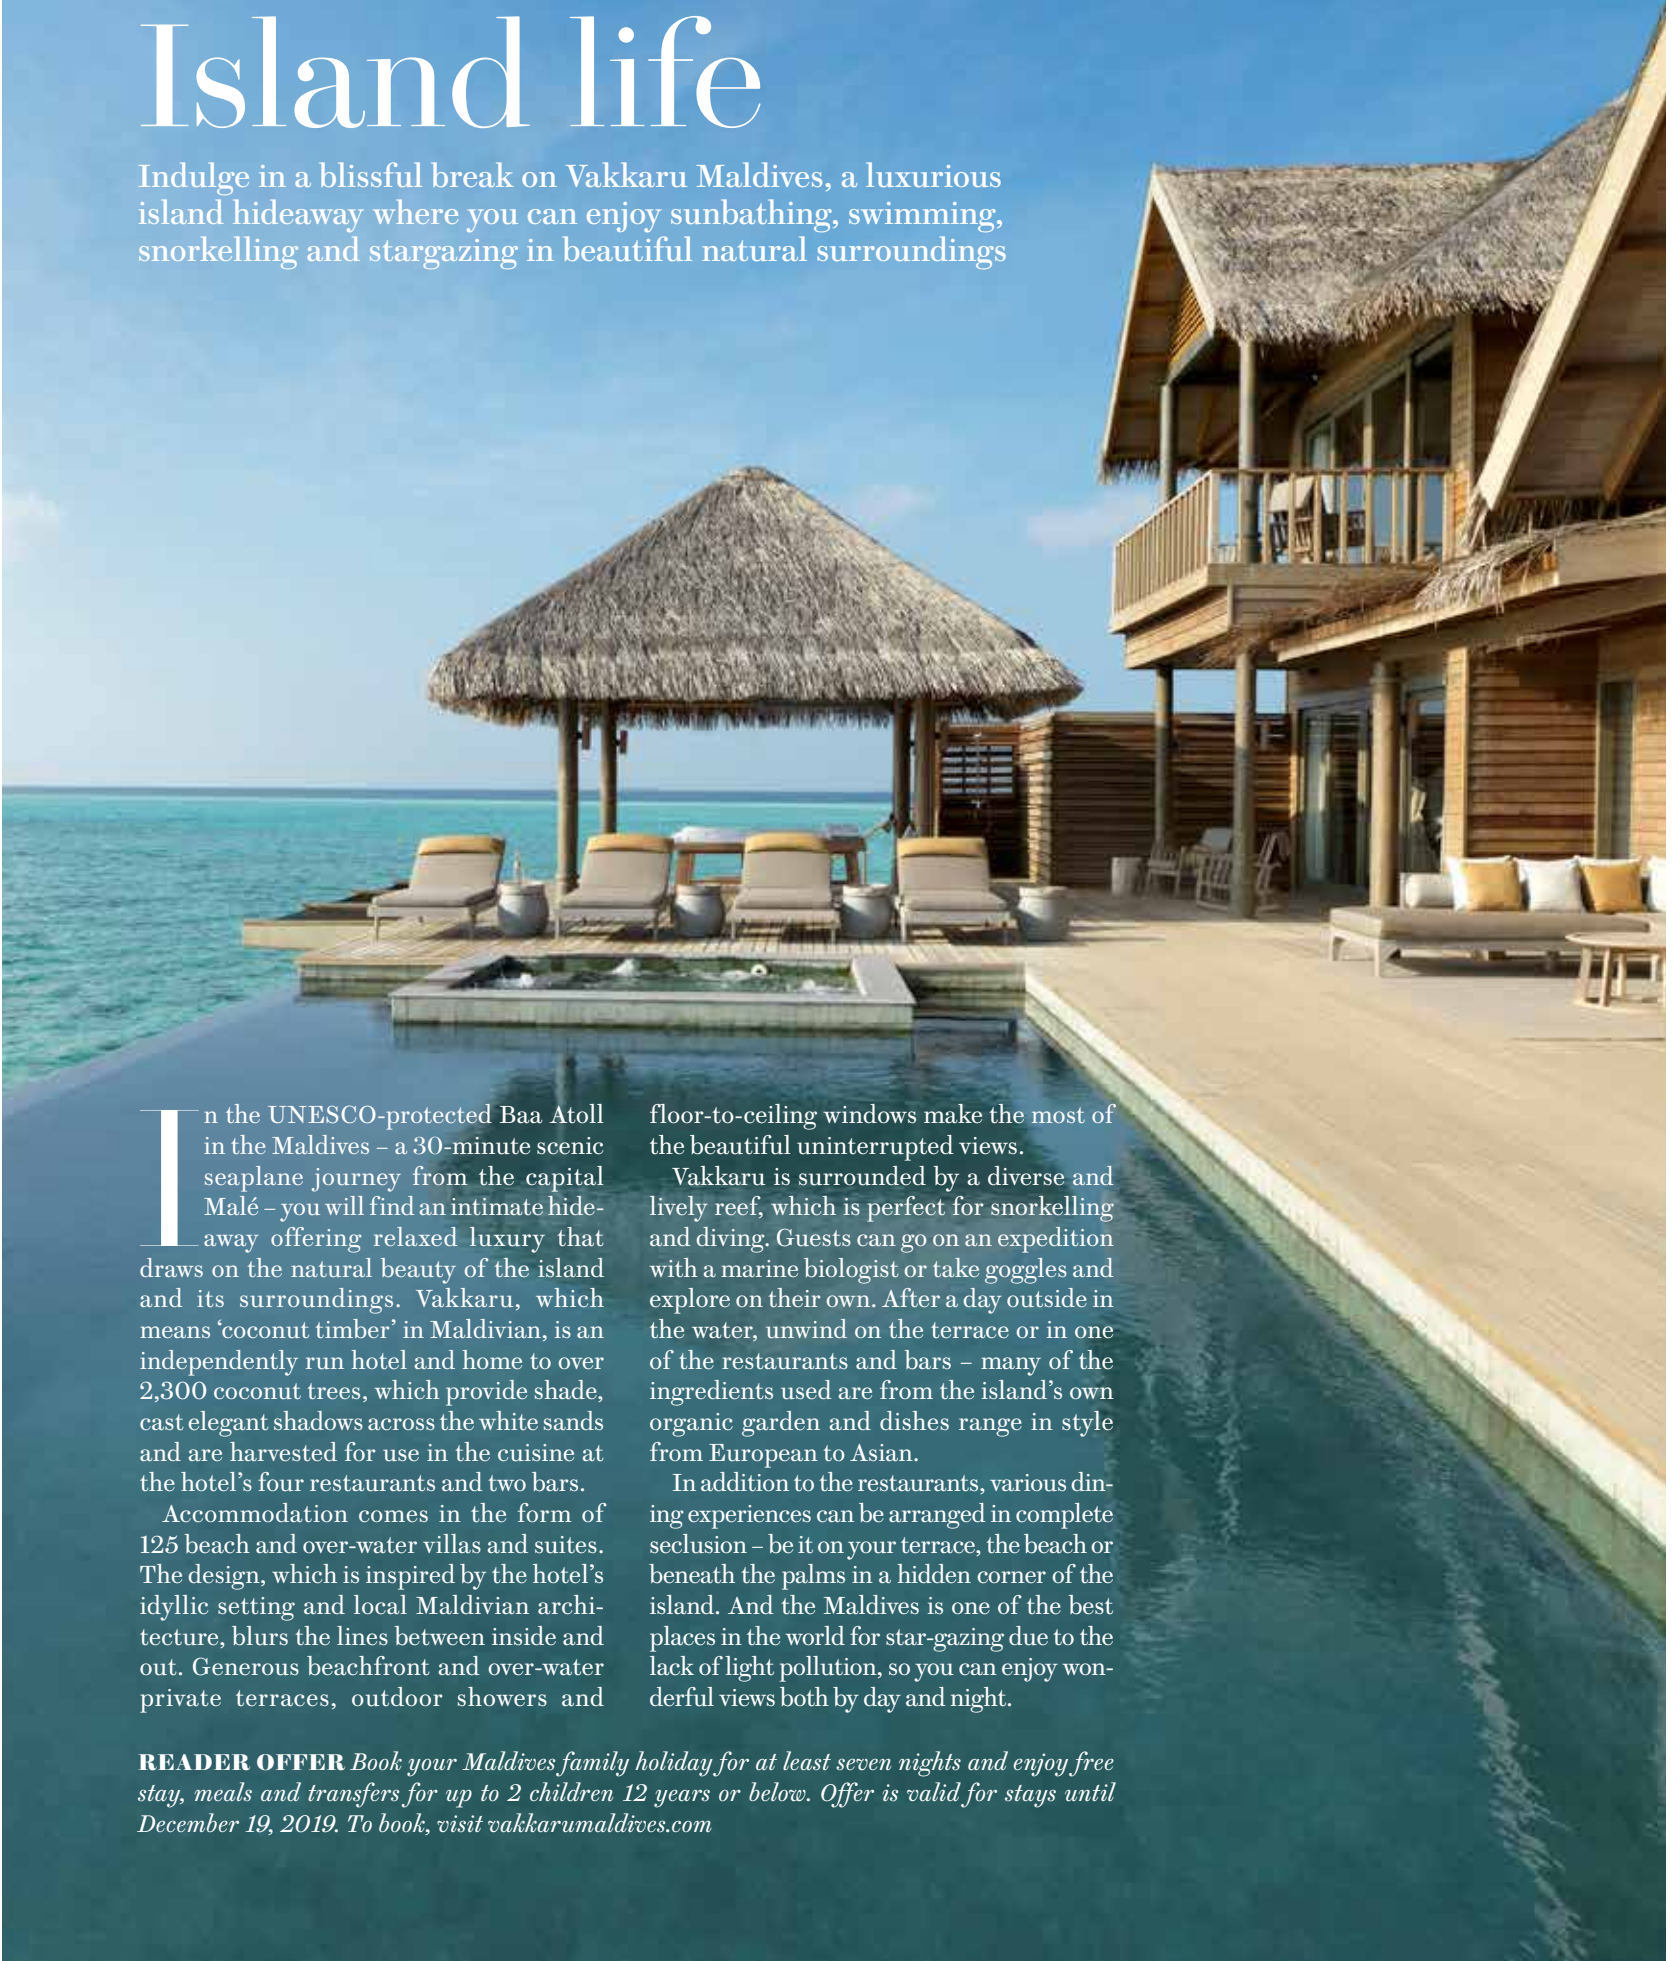 Island life
Indulge in a blissful break on Vakkaru Maldives, a luxurious
island hideaway where you can enjoy sunbathing, swimming,
snorkelling and stargazing in beautiful natural surroundings
In the UNESCO-protected Baa Atoll
in the Maldives – a 30-minute scenic
seaplane journey from the capital
Malé – you will find an intimate hide-
away offering relaxed luxury that
draws on the natural beauty of the island
and its surroundings. Vakkaru, which
means ‘coconut timber’ in Maldivian, is an
independently run hotel and home to over
2,300 coconut trees, which provide shade,
cast elegant shadows across the white sands
and are harvested for use in the cuisine at
the hotel’s four restaurants and two bars.
Accommodation comes in the form of
125 beach and over-water villas and suites.
The design, which is inspired by the hotel’s
idyllic setting and local Maldivian archi-
tecture, blurs the lines between inside and
out. Generous beachfront and over-water
private terraces, outdoor showers and
floor-to-ceiling windows make the most of
the beautiful uninterrupted views.
Vakkaru is surrounded by a diverse and
lively reef, which is perfect for snorkelling
and diving. Guests can go on an expedition
with a marine biologist or take goggles and
explore on their own. After a day outside in
the water, unwind on the terrace or in one
of the restaurants and bars – many of the
ingredients used are from the island’s own
organic garden and dishes range in style
from European to Asian.
In addition to the restaurants, various din-
ing experiences can be arranged in complete
seclusion – be it on your terrace, the beach or
beneath the palms in a hidden corner of the
island. And the Maldives is one of the best
places in the world for star-gazing due to the
lack of light pollution, so you can enjoy won-
derful views both by day and night.
READER OFFER Book your Maldives family holiday for at least seven nights and enjoy free
stay, meals and transfers for up to 2 children 12 years or below. Offer is valid for stays until
December 19, 2019. To book, visit vakkarumaldives.com